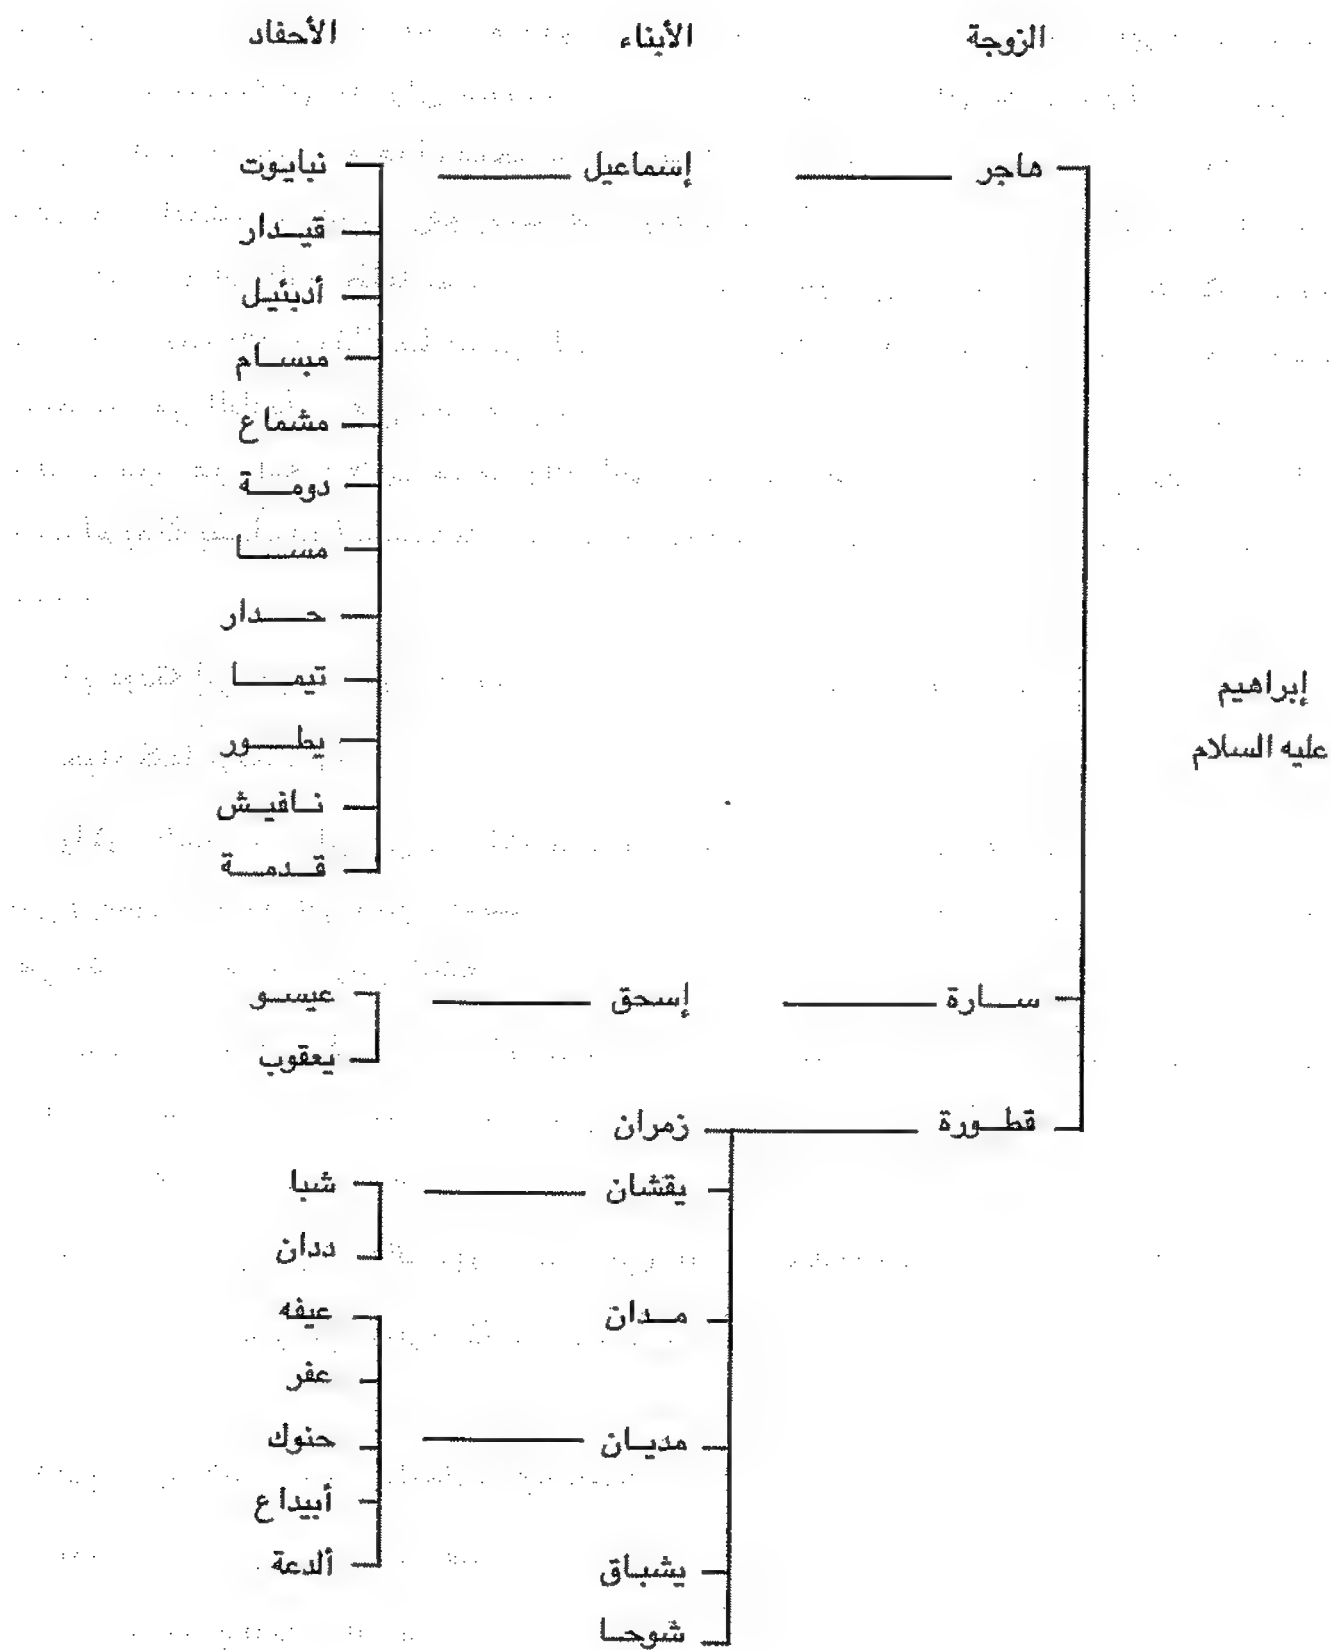 الزوجة الأبناء الأحفاد
هاجر إسماعيل نبايوت
قيدار
أدبئيل
مبسام
مشماع
دومة
مسا
حدار
تيما
إبراهيم
يطور
عليه السلام
نافيش
قدمة
سارة إسحق عيسو
يعقوب
قطورة زمران
يقشان شبا
ددان
مدان عيفه
عفر
مديان حنوك
أبيداع
يشباق ألدعة
شوحا